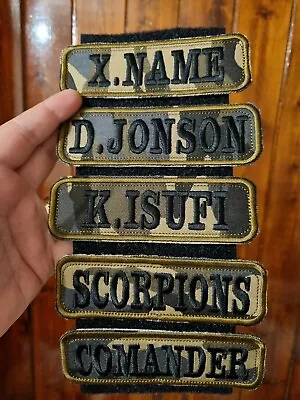 X.NAME
D.JONSON
K.ISUFI
SCORPIONS
COMANDER